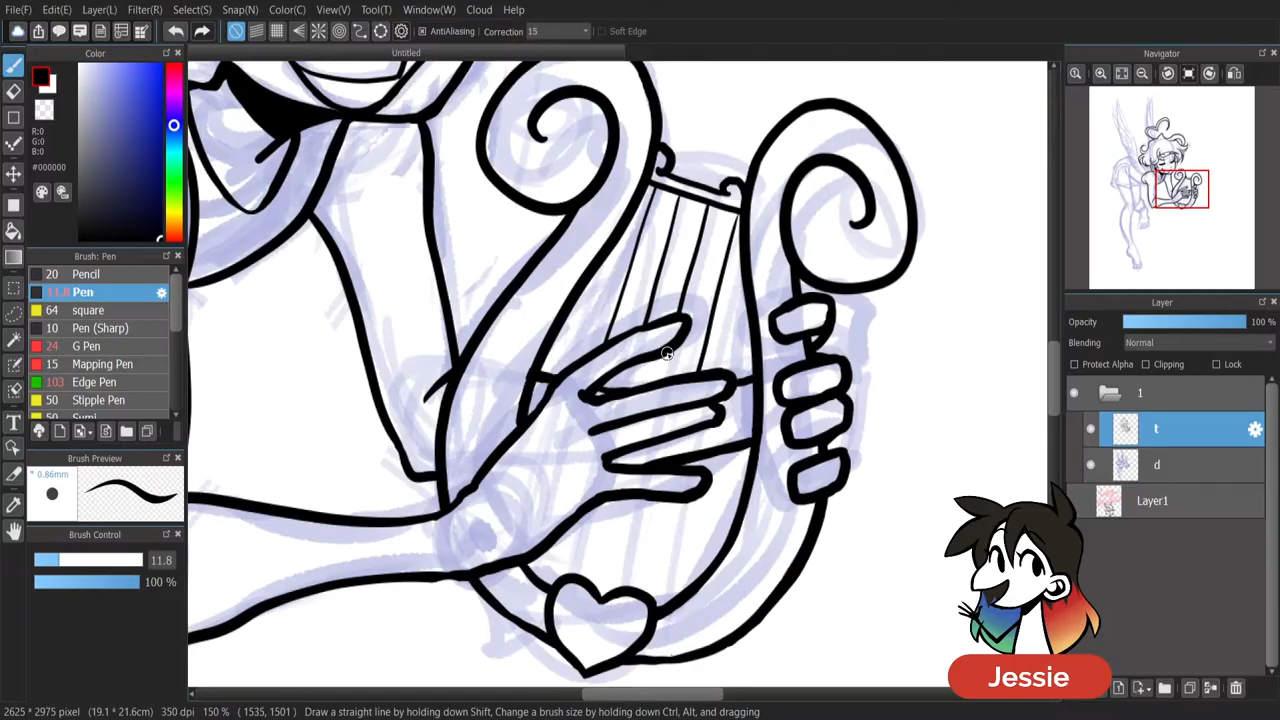 File(F) Edit(E) Layer(L) Filter(R) Select(S) Snap(N) Color(C) View(V) Tool(T) Window(W) Cloud Help
AntiAliasing Correction 15 Soft Edge
Untitled
Color
R:0
G:0
B:0
#000000
Brush: Pen
20 Pencil
11.8 Pen
64 square
10 Pen (Sharp)
24 G Pen
15 Mapping Pen
103 Edge Pen
50 Stipple Pen
50 Sumi
Brush Preview
* 0.86mm
Brush Control
11.8
100 %
Navigator
Layer
Opacity 100 %
Blending Normal
Protect Alpha Clipping Lock
1
t
d
Layer1
Jessie
2625 * 2975 pixel (19.1 * 21.6cm) 350 dpi 150 % ( 1535, 1501) Draw a straight line by holding down Shift, Change a brush size by holding down Ctrl, Alt, and dragging